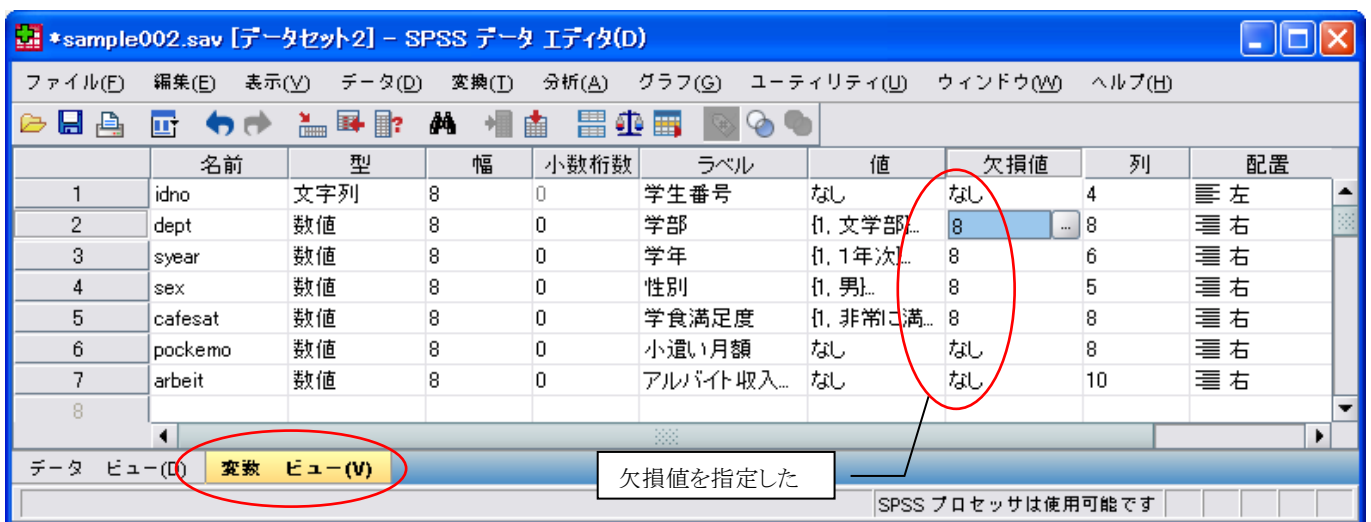 *sample002.sav [データセット2] - SPSS データ エディタ(D)
ファイル(F) 編集(E) 表示(V) データ(D) 変換(T) 分析(A) グラフ(G) ユーティリティ(U) ウィンドウ(W) ヘルプ(H)
名前 型 幅 小数桁数 ラベル 値 欠損値 列 配置
1 idno 文字列 8 0 学生番号 なし なし 4 左
2 dept 数値 8 0 学部 {1, 文学部}... 8 ... 8 右
3 syear 数値 8 0 学年 {1, 1年次}... 8 6 右
4 sex 数値 8 0 性別 {1, 男}... 8 5 右
5 cafesat 数値 8 0 学食満足度 {1, 非常に満... 8 8 右
6 pockemo 数値 8 0 小遣い月額 なし なし 8 右
7 arbeit 数値 8 0 アルバイト収入... なし なし 10 右
8
データ ビュー(D) 変数 ビュー(V)
欠損値を指定した
SPSS プロセッサは使用可能です